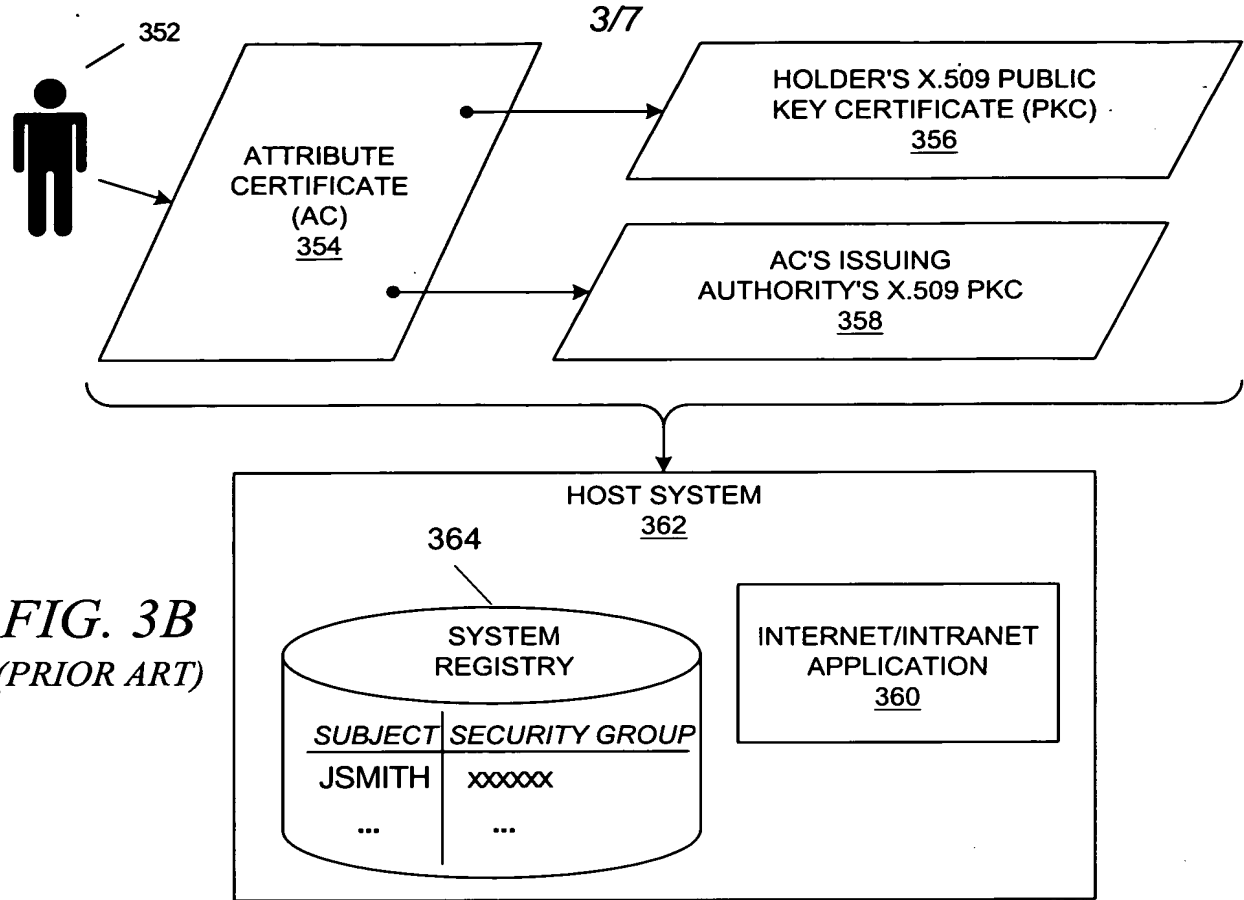 3/7
352
ATTRIBUTE
CERTIFICATE
(AC)
354
HOLDER'S X.509 PUBLIC
KEY CERTIFICATE (PKC)
356
AC'S ISSUING
AUTHORITY'S X.509 PKC
358
HOST SYSTEM
362
364
SYSTEM
REGISTRY
SUBJECT SECURITY GROUP
JSMITH xxxxxx
... ...
INTERNET/INTRANET
APPLICATION
360
FIG. 3B
(PRIOR ART)